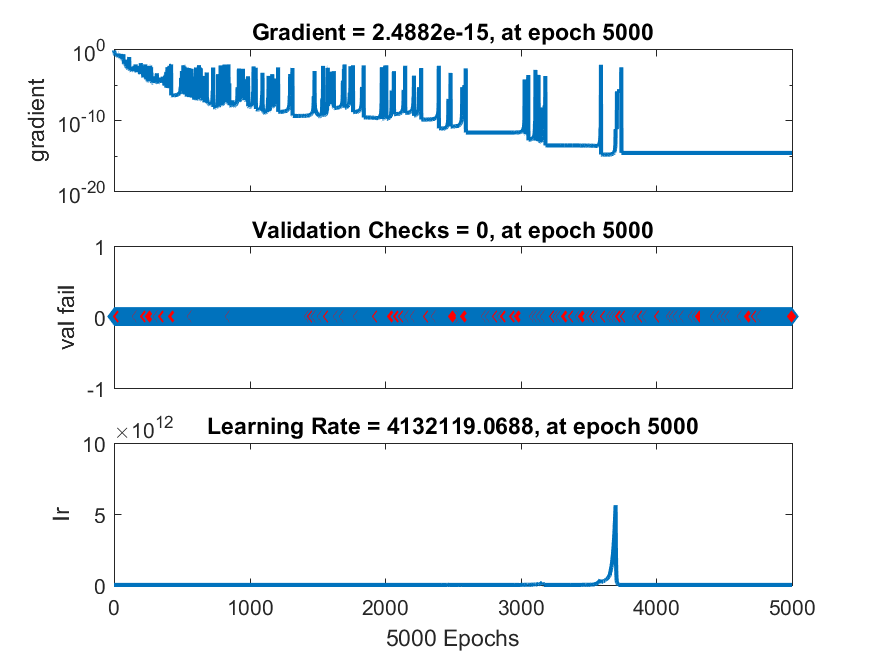 Gradient = 2.4882e-15, at epoch 5000
10^0
10^-10
10^-20
gradient
Validation Checks = 0, at epoch 5000
1
0
-1
val fail
×10^12
Learning Rate = 4132119.0688, at epoch 5000
10
5
0
lr
0 1000 2000 3000 4000 5000
5000 Epochs